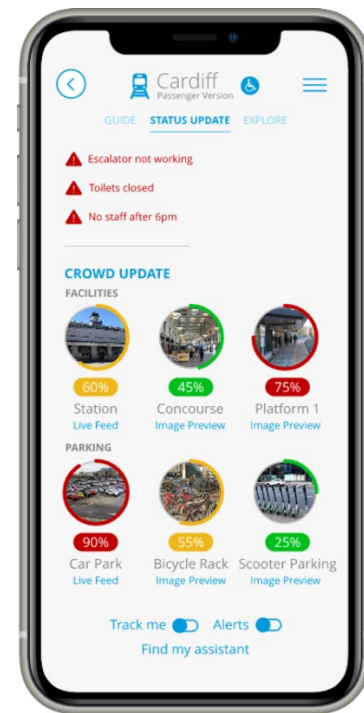 Cardiff
Passenger Version
GUIDE STATUS UPDATE EXPLORE
Escalator not working
Toilets closed
No staff after 6pm
CROWD UPDATE
FACILITIES
60% 45% 75%
Station Concourse Platform 1
Live Feed Image Preview Image Preview
PARKING
90% 55% 25%
Car Park Bicycle Rack Scooter Parking
Live Feed Image Preview Image Preview
Track me Alerts
Find my assistant